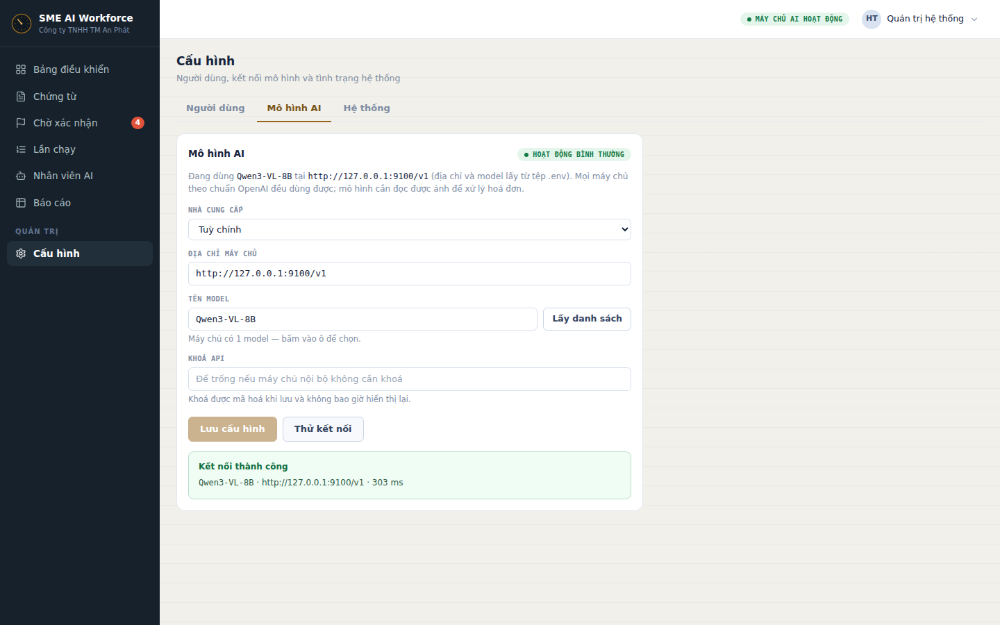 SME AI Workforce
Công ty TNHH TM An Phát
Bảng điều khiển
Chứng từ
Chờ xác nhận
4
Lần chạy
Nhân viên AI
Báo cáo
QUẢN TRỊ
Cấu hình
MÁY CHỦ AI HOẠT ĐỘNG
HT
Quản trị hệ thống
Cấu hình
Người dùng, kết nối mô hình và tình trạng hệ thống
Người dùng
Mô hình AI
Hệ thống
Mô hình AI
HOẠT ĐỘNG BÌNH THƯỜNG
Đang dùng Qwen3-VL-8B tại http://127.0.0.1:9100/v1 (địa chỉ và model lấy từ tệp .env). Mọi máy chủ
theo chuẩn OpenAI đều dùng được; mô hình cần đọc được ảnh để xử lý hoá đơn.
NHÀ CUNG CẤP
Tuỳ chỉnh
ĐỊA CHỈ MÁY CHỦ
http://127.0.0.1:9100/v1
TÊN MODEL
Qwen3-VL-8B
Lấy danh sách
Máy chủ có 1 model — bấm vào ô để chọn.
KHOÁ API
Để trống nếu máy chủ nội bộ không cần khoá
Khoá được mã hoá khi lưu và không bao giờ hiển thị lại.
Lưu cấu hình
Thử kết nối
Kết nối thành công
Qwen3-VL-8B · http://127.0.0.1:9100/v1 · 303 ms